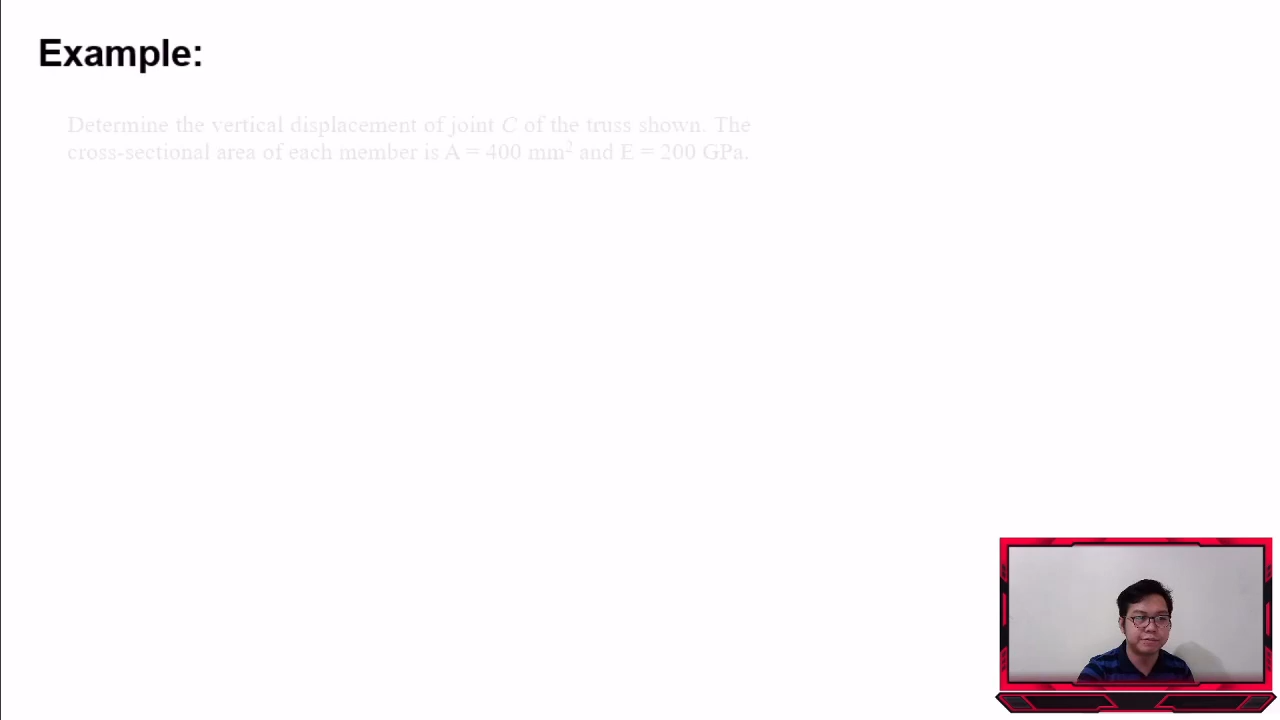 Example:
Determine the vertical displacement of joint C of the truss shown. The
cross-sectional area of each member is A = 400 mm² and E = 200 GPa.